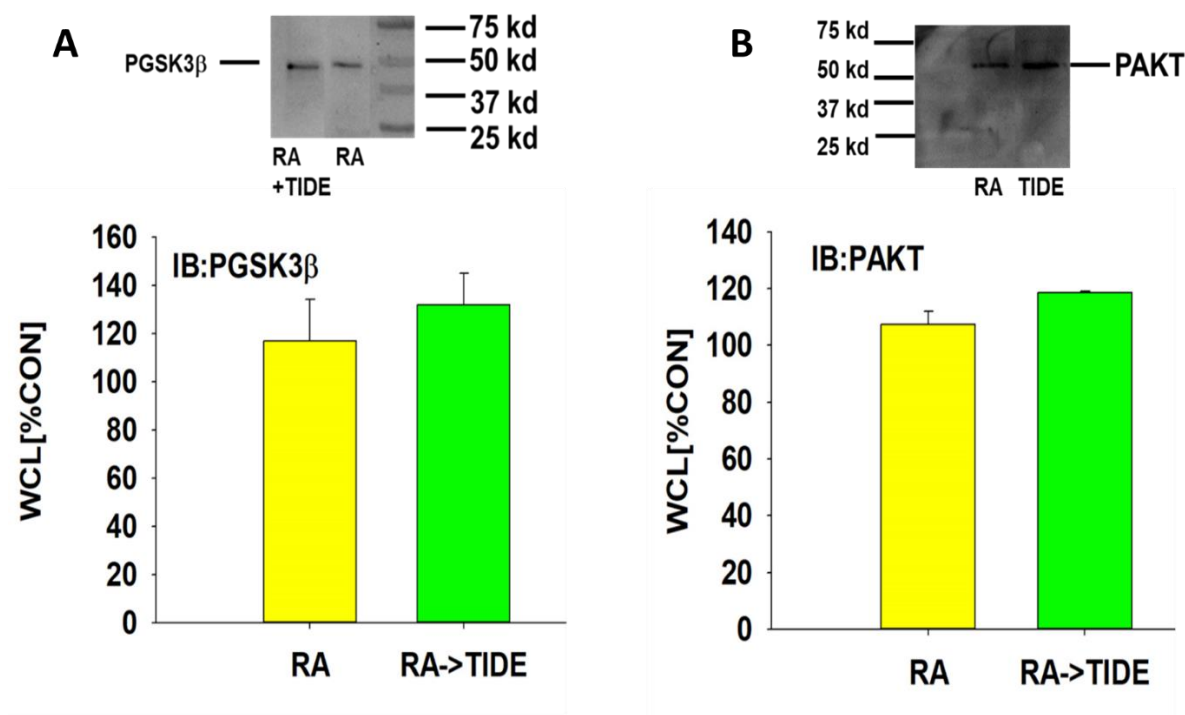 A
PGSK3β
75 kd
50 kd
37 kd
25 kd
RA
+TIDE
RA
IB:PGSK3β
WCL[%CON]
160
140
120
100
80
60
40
20
0
RA
RA->TIDE
B
75 kd
50 kd
37 kd
25 kd
PAKT
RA TIDE
IB:PAKT
WCL[%CON]
140
120
100
80
60
40
20
0
RA
RA->TIDE